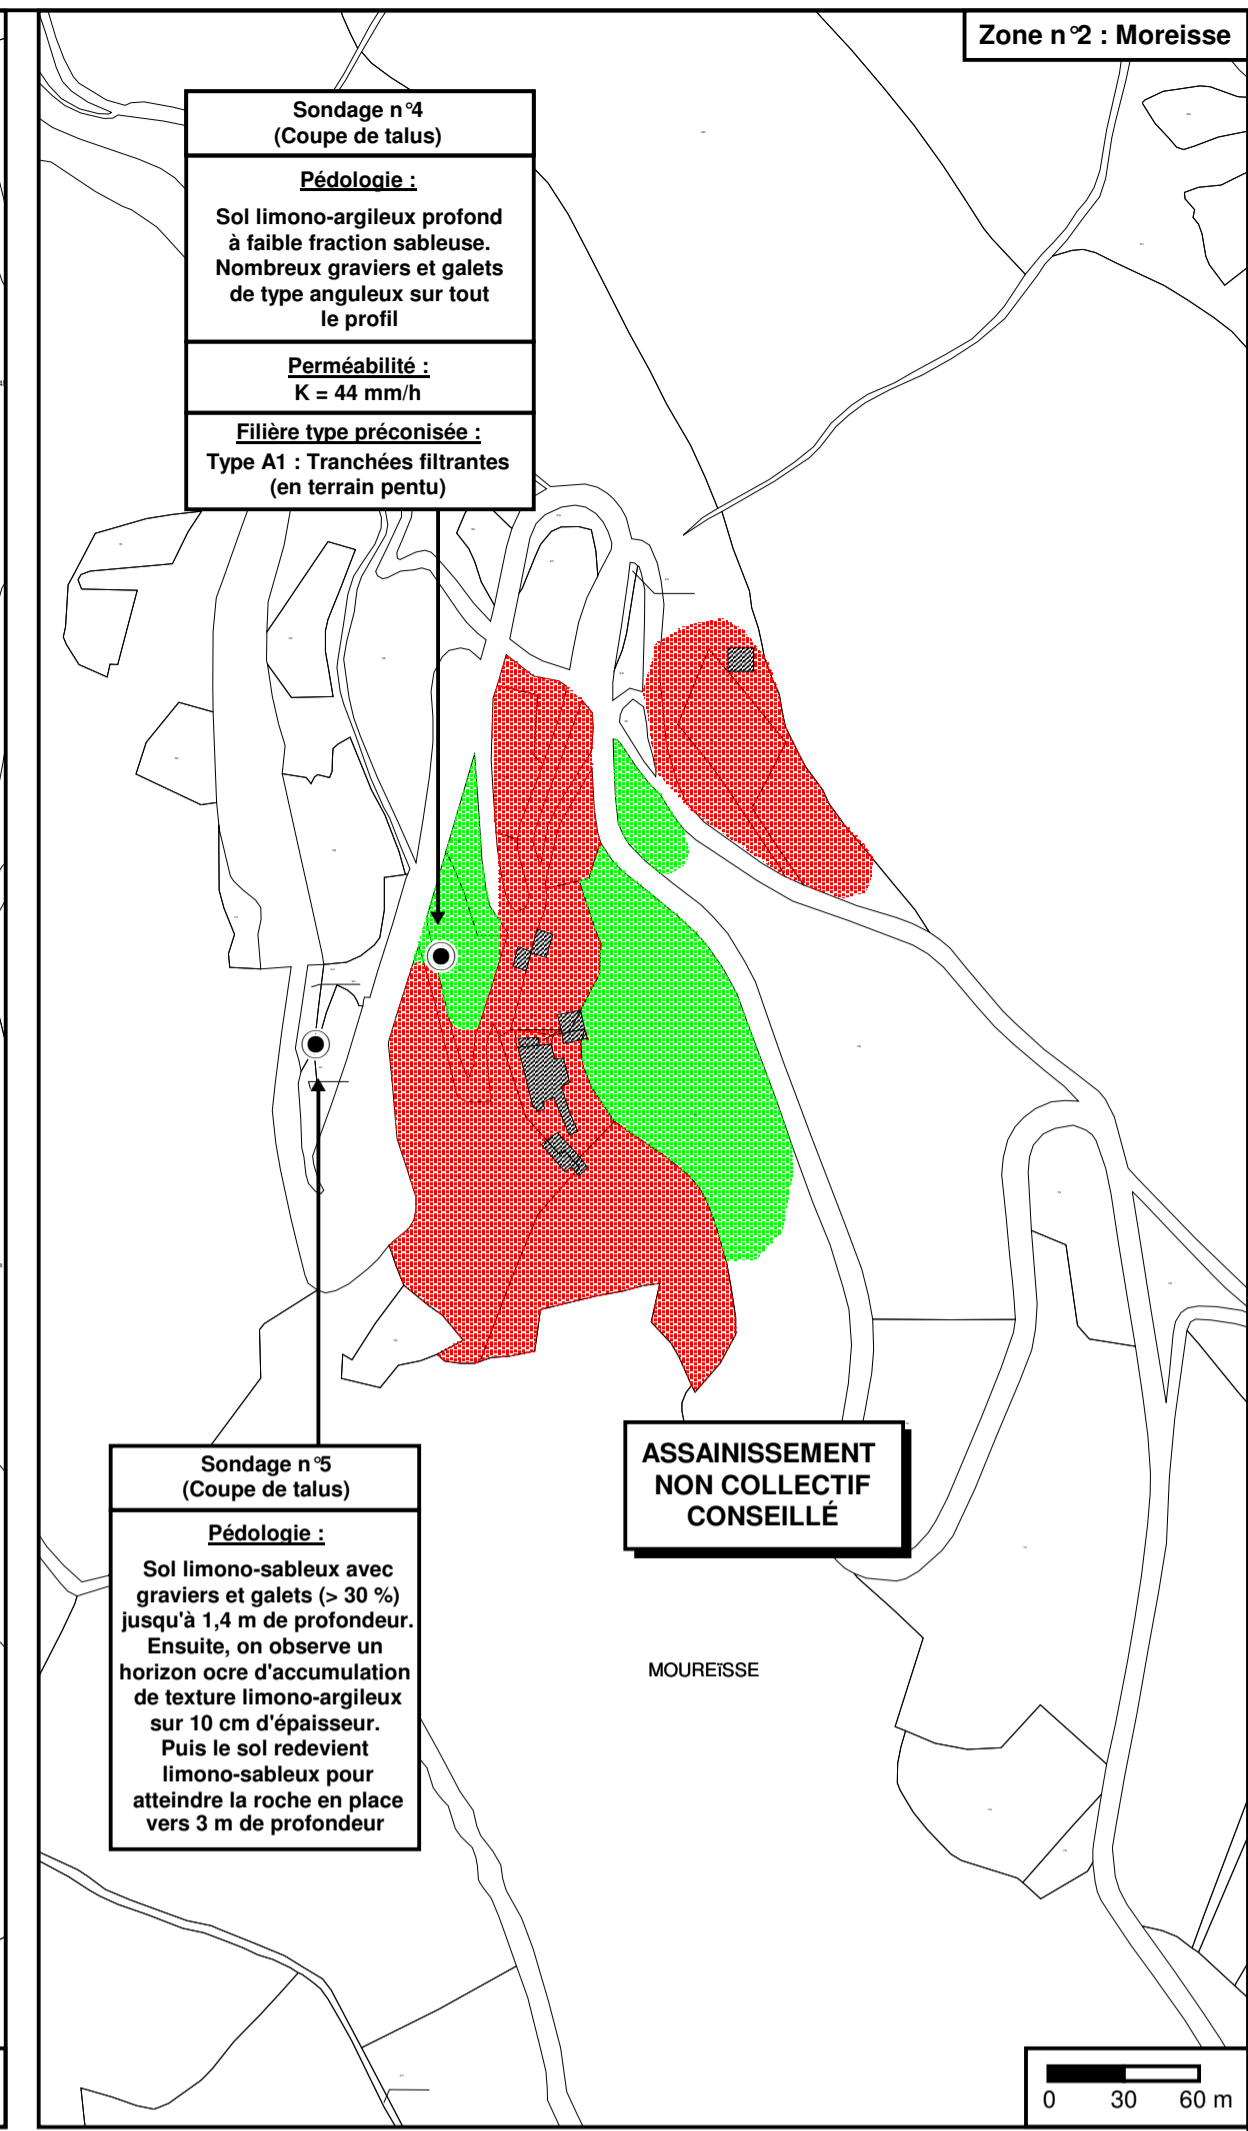 Zone n°2 : Moreisse
Sondage n°4
(Coupe de talus)
Pédologie :
Sol limono-argileux profond
à faible fraction sableuse.
Nombreux graviers et galets
de type anguleux sur tout
le profil
Perméabilité :
K = 44 mm/h
Filière type préconisée :
Type A1 : Tranchées filtrantes
(en terrain pentu)
ASSAINISSEMENT
NON COLLECTIF
CONSEILLÉ
Sondage n°5
(Coupe de talus)
Pédologie :
Sol limono-sableux avec
graviers et galets (> 30 %)
jusqu'à 1,4 m de profondeur.
Ensuite, on observe un
horizon ocre d'accumulation
de texture limono-argileux
sur 10 cm d'épaisseur.
Puis le sol redevient
limono-sableux pour
atteindre la roche en place
vers 3 m de profondeur
MOUREïSSE
0 30 60 m